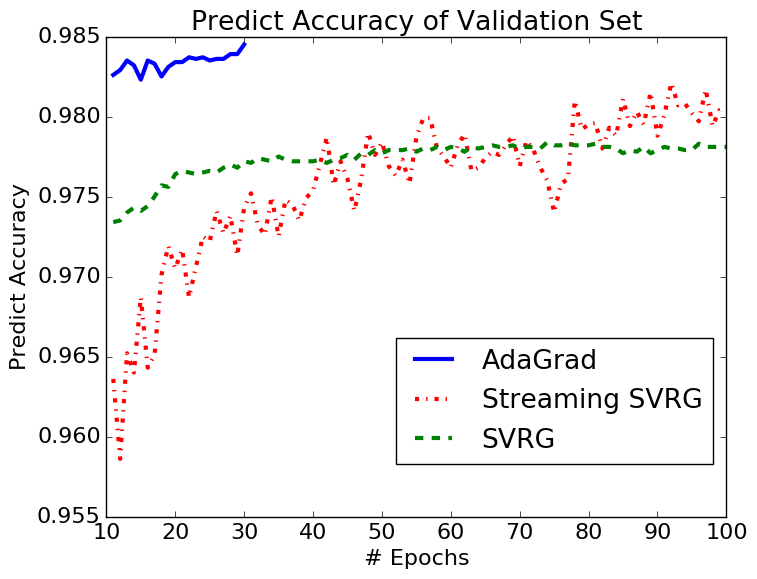 Predict Accuracy of Validation Set
Predict Accuracy
0.985
0.980
0.975
0.970
0.965
0.960
0.955
AdaGrad
Streaming SVRG
SVRG
10 20 30 40 50 60 70 80 90 100
# Epochs